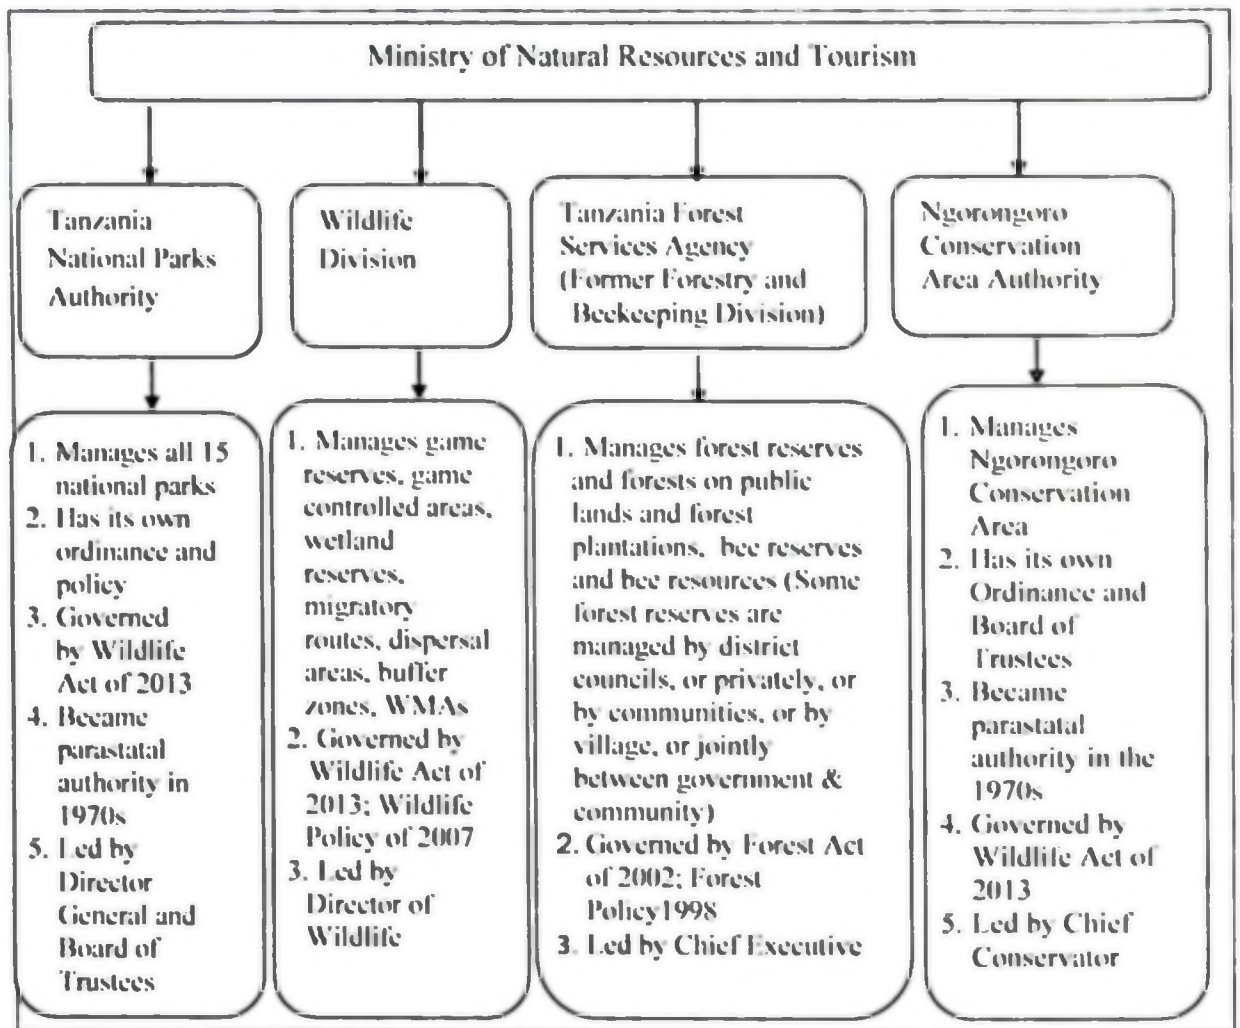 Ministry of Natural Resources and Tourism
Tanzania
National Parks
Authority
Wildlife
Division
Tanzania Forest
Services Agency
(Former Forestry and
Beekeeping Division)
Ngorongoro
Conservation
Area Authority
1. Manages all 15
national parks
2. Has its own
ordinance and
policy
3. Governed
by Wildlife
Act of 2013
4. Became
parastatal
authority in
1970s
5. Led by
Director
General and
Board of
Trustees
1. Manages game
reserves, game
controlled areas,
wetland
reserves,
migratory
routes, dispersal
areas, buffer
zones, WMAs
2. Governed by
Wildlife Act of
2013; Wildlife
Policy of 2007
3. Led by
Director of
Wildlife
1. Manages forest reserves
and forests on public
lands and forest
plantations, bee reserves
and bee resources (Some
forest reserves are
managed by district
councils, or privately, or
by communities, or by
village, or jointly
between government &
community)
2. Governed by Forest Act
of 2002; Forest
Policy1998
3. Led by Chief Executive
1. Manages
Ngorongoro
Conservation
Area
2. Has its own
Ordinance and
Board of
Trustees
3. Became
parastatal
authority in the
1970s
4. Governed by
Wildlife Act of
2013
5. Led by Chief
Conservator